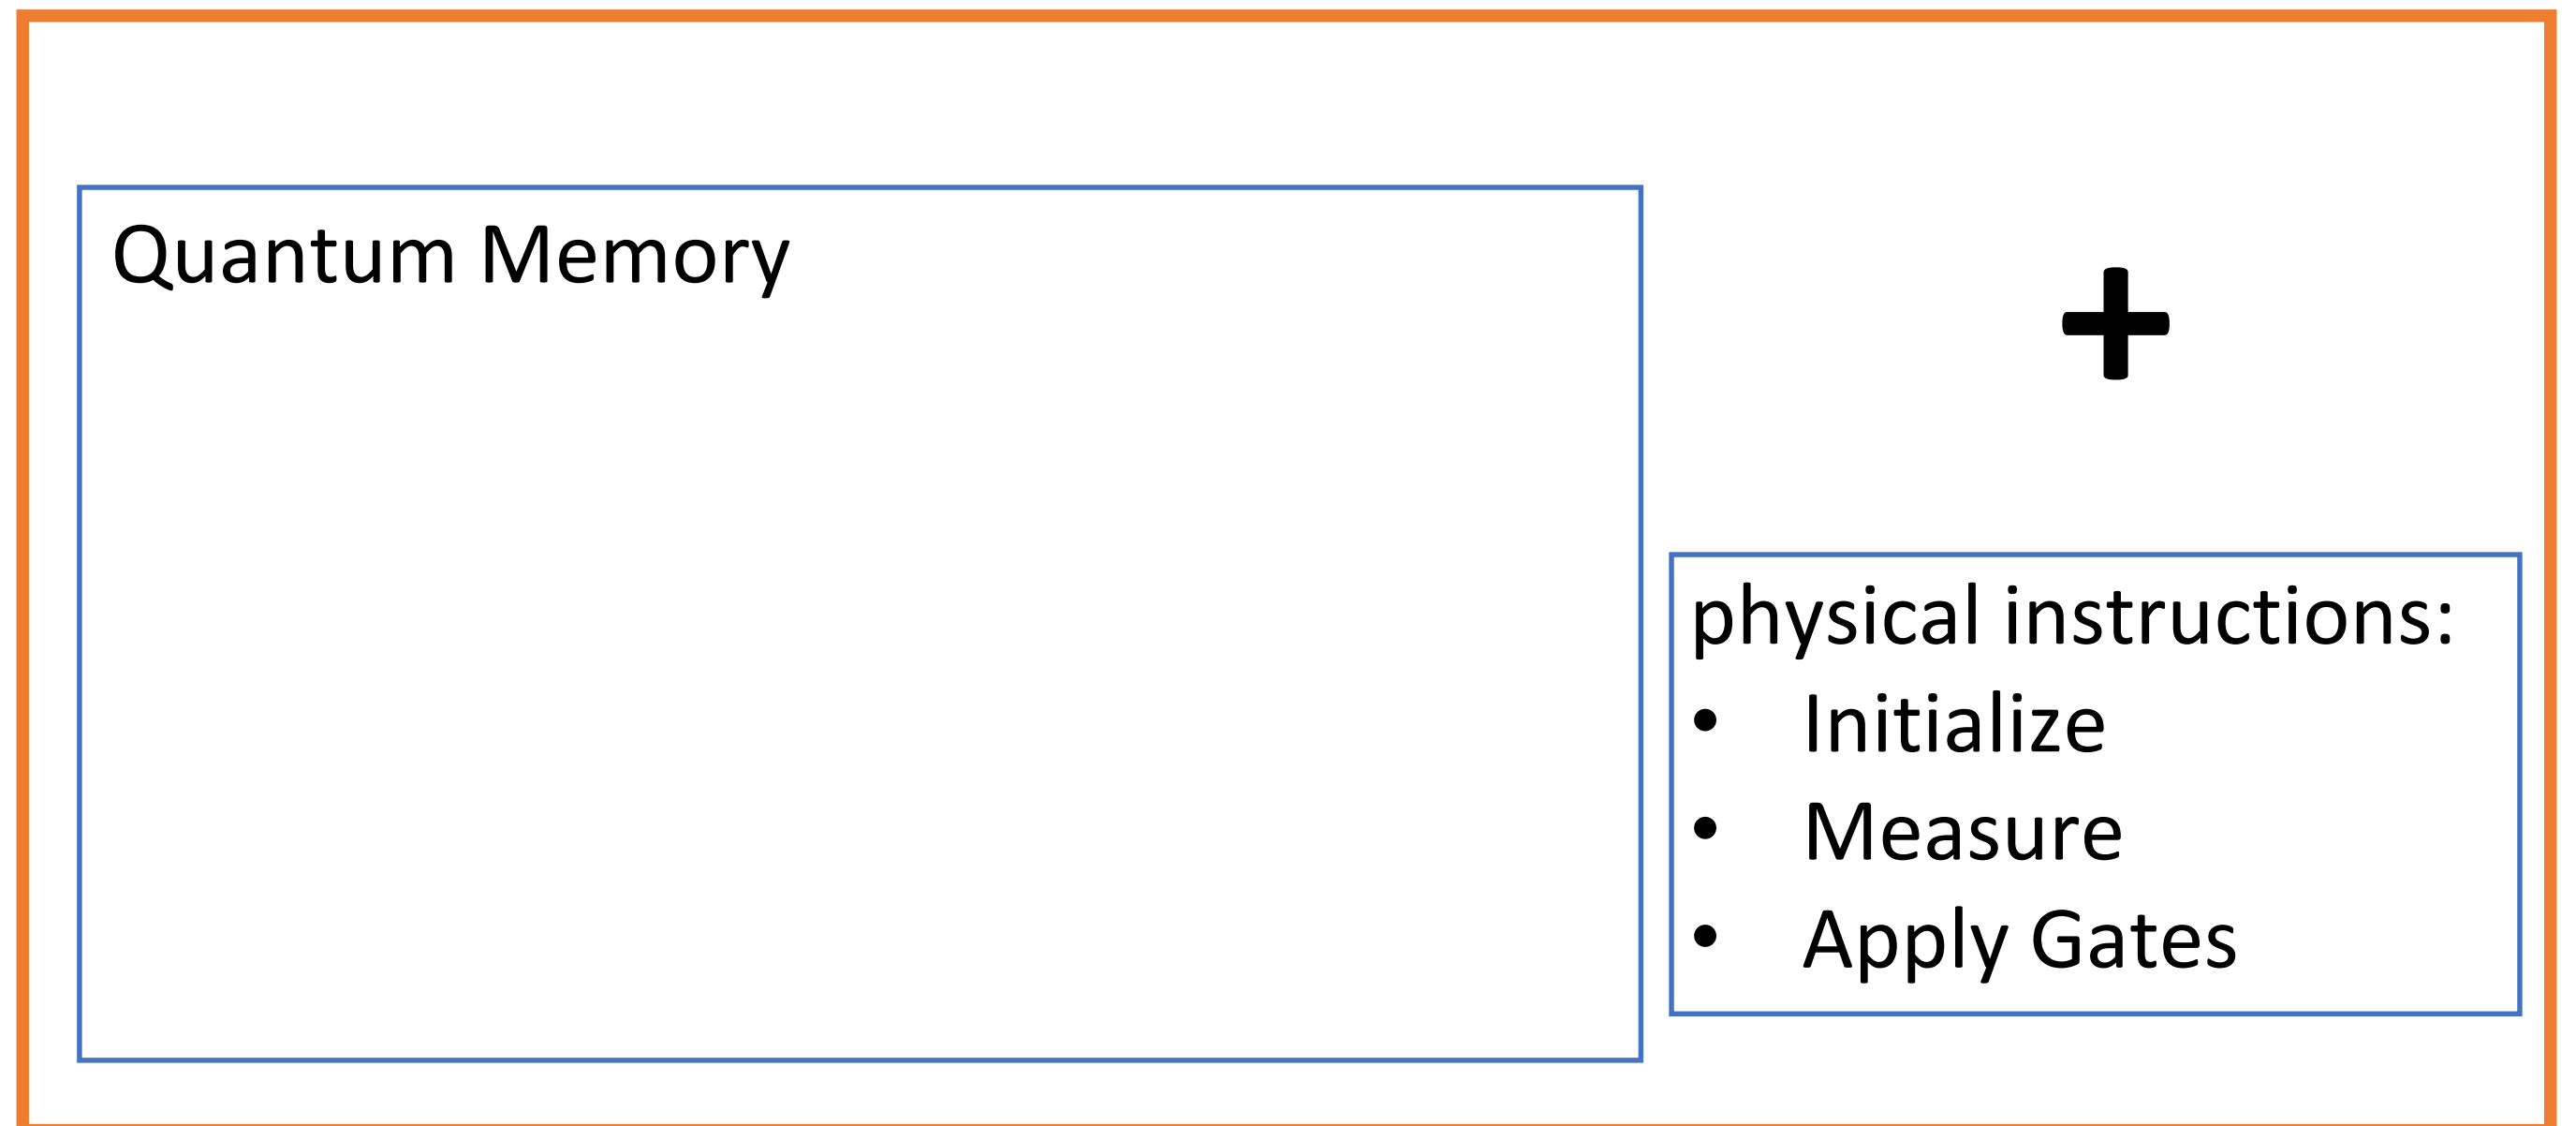 Quantum Memory
+
physical instructions:
• Initialize
• Measure
• Apply Gates